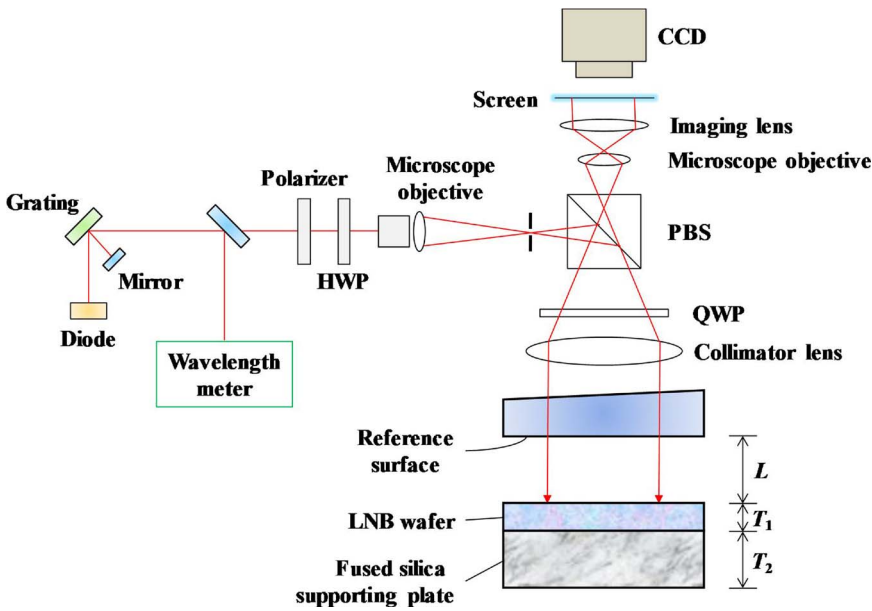 CCD
Screen
Imaging lens
Microscope objective
Microscope
objective
Polarizer
Grating
PBS
Mirror
HWP
Diode
QWP
Wavelength
meter
Collimator lens
Reference
surface
L
LNB wafer
T1
Fused silica
supporting plate
T2